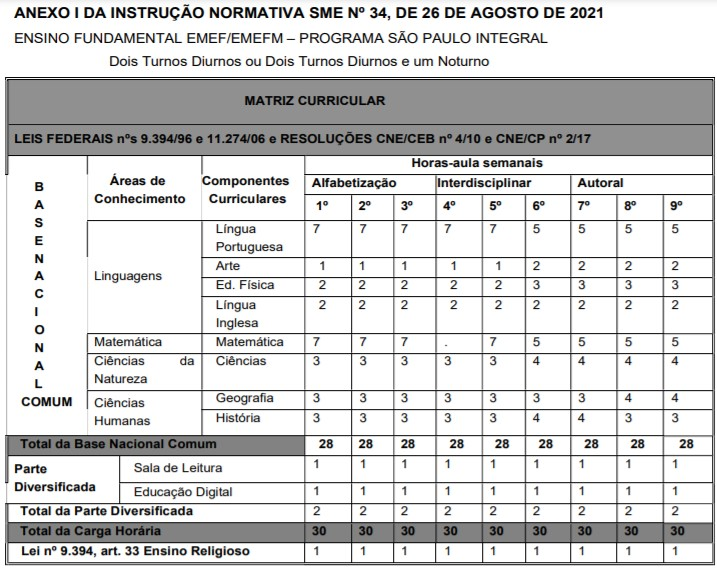 ANEXO I DA INSTRUÇÃO NORMATIVA SME Nº 34, DE 26 DE AGOSTO DE 2021
ENSINO FUNDAMENTAL EMEF/EMEFM – PROGRAMA SÃO PAULO INTEGRAL
Dois Turnos Diurnos ou Dois Turnos Diurnos e um Noturno
MATRIZ CURRICULAR
LEIS FEDERAIS nºs 9.394/96 e 11.274/06 e RESOLUÇÕES CNE/CEB nº 4/10 e CNE/CP nº 2/17
B
A
S
E
N
A
C
I
O
N
A
L
COMUM
Áreas de
Conhecimento
Componentes
Curriculares
Horas-aula semanais
Alfabetização Interdisciplinar Autoral
1º 2º 3º 4º 5º 6º 7º 8º 9º
Linguagens
Língua
Portuguesa
7 7 7 7 7 5 5 5 5
Arte 1 1 1 1 1 2 2 2 2
Ed. Física 2 2 2 2 2 3 3 3 3
Língua
Inglesa
2 2 2 2 2 2 2 2 2
Matemática Matemática 7 7 7 . 7 5 5 5 5
Ciências da
Natureza
Ciências 3 3 3 3 3 4 4 4 4
Ciências
Humanas
Geografia 3 3 3 3 3 3 3 4 4
História 3 3 3 3 3 4 4 3 3
Total da Base Nacional Comum 28 28 28 28 28 28 28 28 28
Parte
Diversificada
Sala de Leitura 1 1 1 1 1 1 1 1 1
Educação Digital 1 1 1 1 1 1 1 1 1
Total da Parte Diversificada 2 2 2 2 2 2 2 2 2
Total da Carga Horária 30 30 30 30 30 30 30 30 30
Lei nº 9.394, art. 33 Ensino Religioso 1 1 1 1 1 1 1 1 1